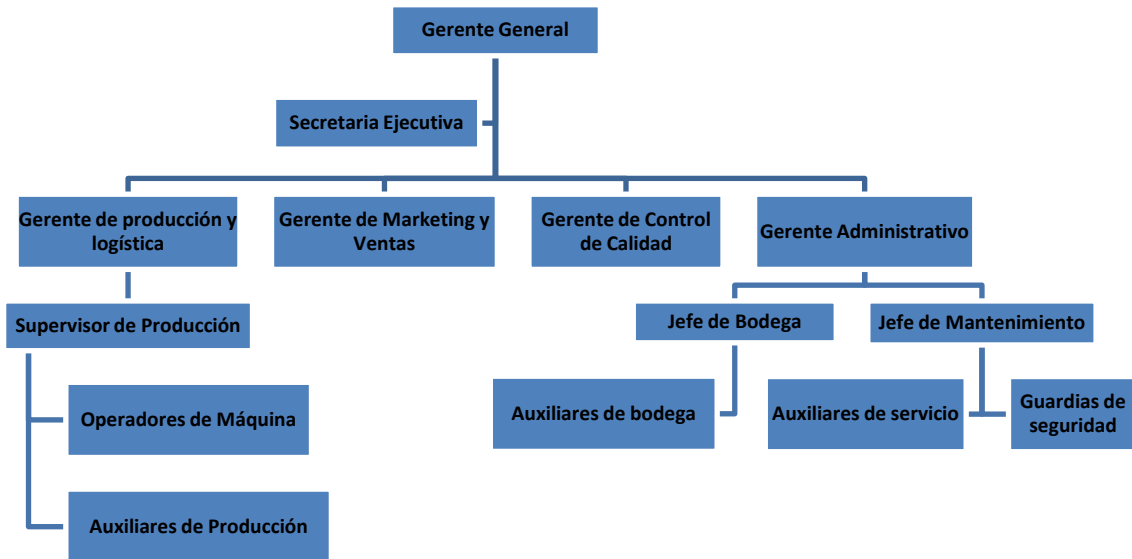 Gerente General
Secretaria Ejecutiva
Gerente de producción y
logística
Gerente de Marketing y
Ventas
Gerente de Control
de Calidad
Gerente Administrativo
Supervisor de Producción
Jefe de Bodega
Jefe de Mantenimiento
Operadores de Máquina
Auxiliares de bodega
Auxiliares de servicio
Guardias de
seguridad
Auxiliares de Producción